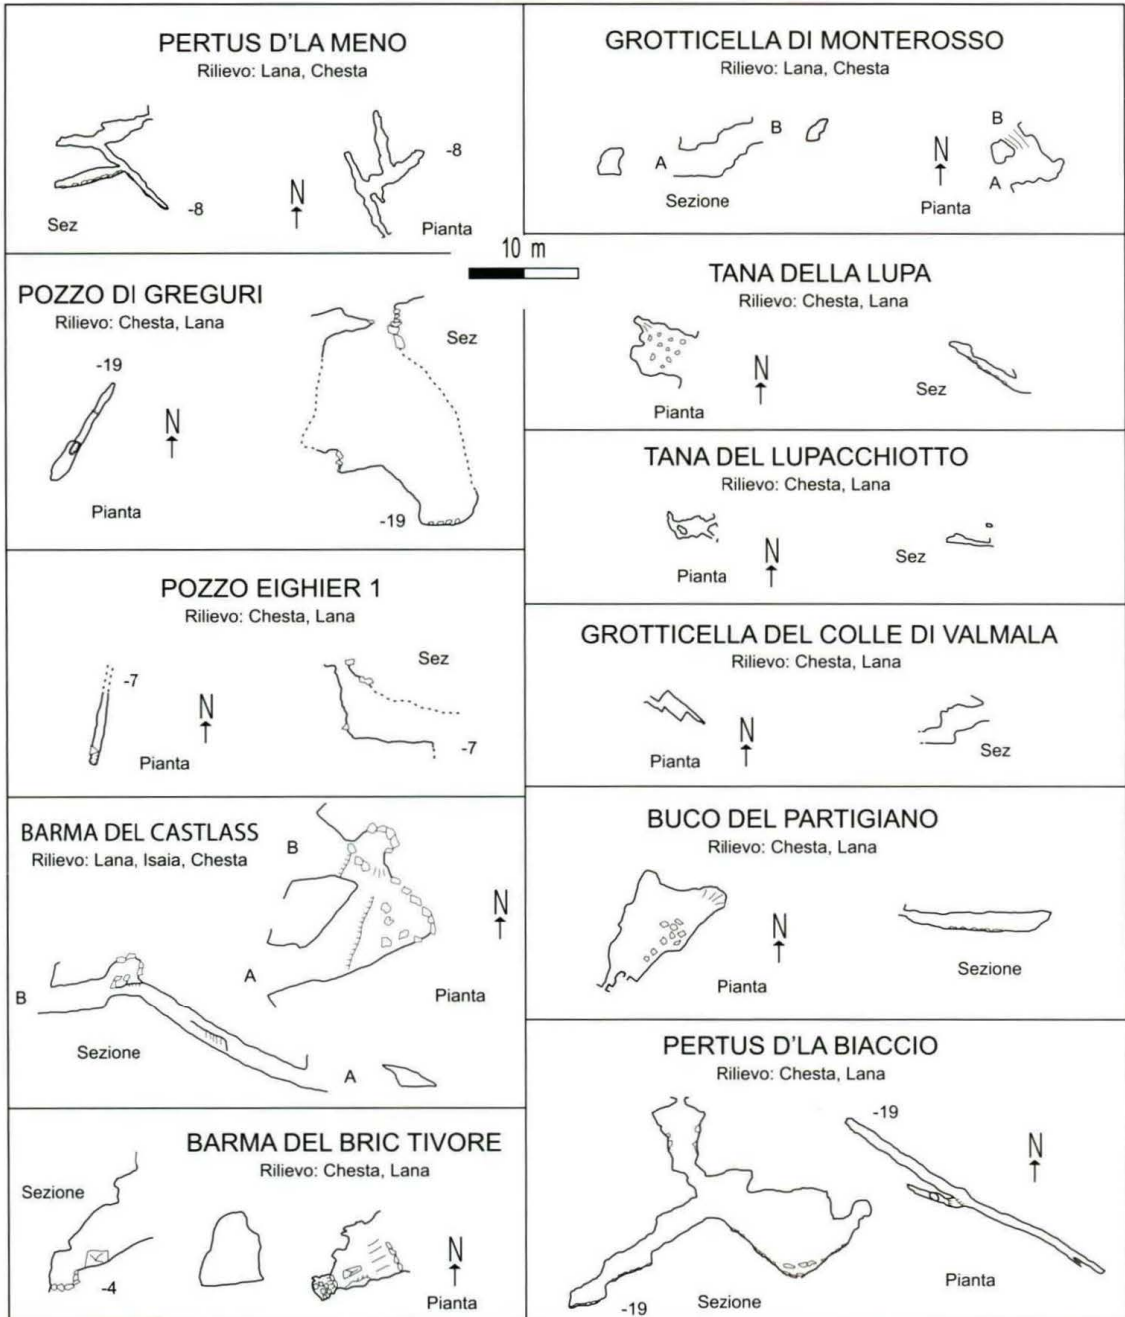 PERTUS D'LA MENO
Rilievo: Lana, Chesta
-8
-8
N
Sez
Pianta
GROTTICELLA DI MONTEROSSO
Rilievo: Lana, Chesta
B
B
A
N
A
Sezione
Pianta
10 m
POZZO DI GREGURI
Rilievo: Chesta, Lana
Sez
-19
N
Pianta
-19
TANA DELLA LUPA
Rilievo: Chesta, Lana
N
Sez
Pianta
TANA DEL LUPACCHIOTTO
Rilievo: Chesta, Lana
N
Sez
Pianta
POZZO EIGHIER 1
Rilievo: Chesta, Lana
Sez
-7
N
-7
Pianta
GROTTICELLA DEL COLLE DI VALMALA
Rilievo: Chesta, Lana
N
Sez
Pianta
BARMA DEL CASTLASS
Rilievo: Lana, Isaia, Chesta
B
N
A
Pianta
B
Sezione
A
BUCO DEL PARTIGIANO
Rilievo: Chesta, Lana
N
Sezione
Pianta
BARMA DEL BRIC TIVORE
Rilievo: Chesta, Lana
Sezione
N
-4
Pianta
PERTUS D'LA BIACCIO
Rilievo: Chesta, Lana
-19
N
Pianta
-19
Sezione